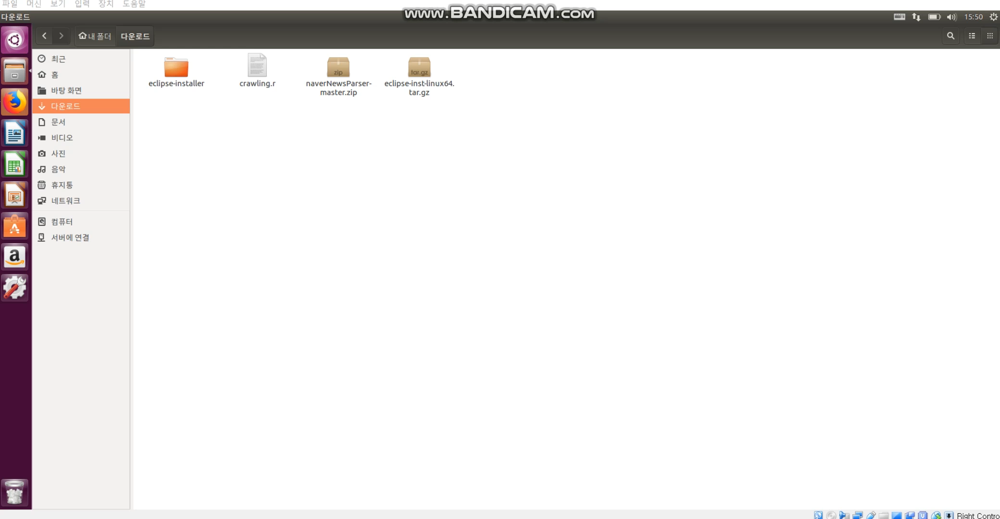 파일 머신 보기 입력 장치 도움말
www.BANDICAM.com
다운로드
15:50
내 폴더 다운로드
최근
홈
바탕 화면
다운로드
문서
비디오
사진
음악
휴지통
네트워크
컴퓨터
서버에 연결
eclipse-installer
crawling.r
zip
naverNewsParser-
master.zip
tar.gz
eclipse-inst-linux64.
tar.gz
Right Contro